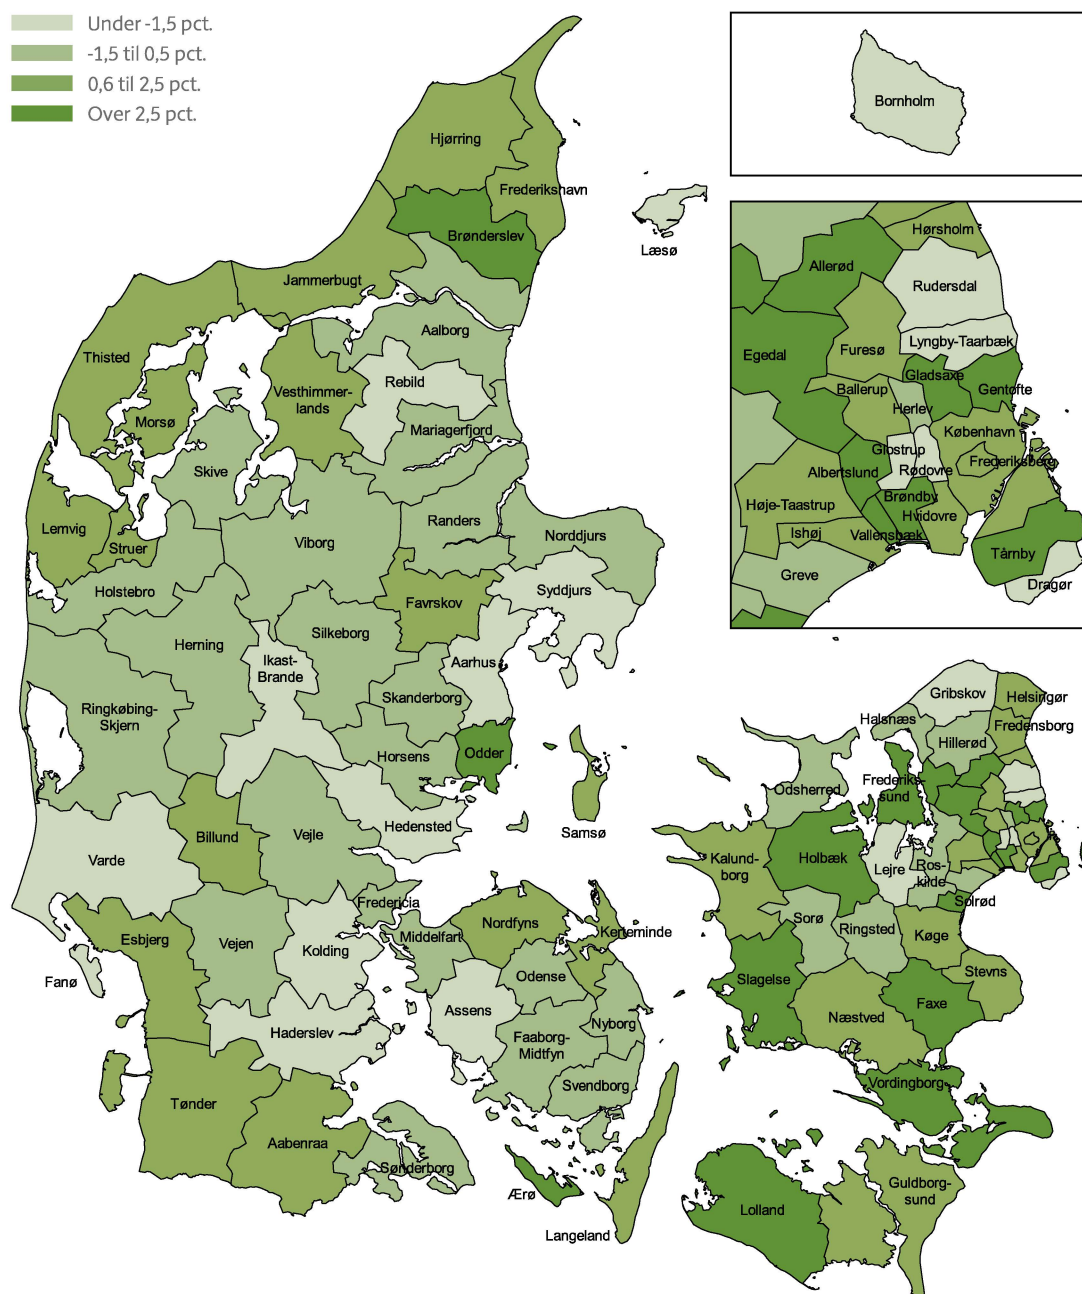 Under -1,5 pct.
-1,5 til 0,5 pct.
0,6 til 2,5 pct.
Over 2,5 pct.
Bornholm
Hjørring
Frederikshavn
Brønderslev
Læsø
Jammerbugt
Aalborg
Thisted
Rebild
Vesthimmer-
lands
Morsø
Mariagerfjord
Skive
Lemvig
Struer
Viborg
Randers
Norddjurs
Holstebro
Favrskov
Syddjurs
Herning
Silkeborg
Ikast-
Brande
Aarhus
Skanderborg
Ringkøbing-
Skjern
Horsens
Odder
Samsø
Hedensted
Billund
Vejle
Varde
Fredericia
Esbjerg
Vejen
Kolding
Middelfart
Nordfyns
Kerteminde
Fanø
Odense
Assens
Haderslev
Faaborg-
Midtfyn
Nyborg
Svendborg
Tønder
Aabenraa
Sønderborg
Ærø
Langeland
Hørsholm
Allerød
Rudersdal
Lyngby-Taarbæk
Furesø
Egedal
Gladsaxe
Gentofte
Ballerup
Herlev
København
Glostrup
Frederiksberg
Albertslund
Rødovre
Brøndby
Høje-Taastrup
Hvidovre
Ishøj
Vallensbæk
Tårnby
Greve
Dragør
Gribskov
Helsingør
Halsnæs
Fredensborg
Hillerød
Frederiks-
sund
Odsherred
Kalund-
borg
Holbæk
Lejre
Ros-
kilde
Solrød
Sorø
Ringsted
Køge
Stevns
Slagelse
Faxe
Næstved
Vordingborg
Guldborg-
sund
Lolland